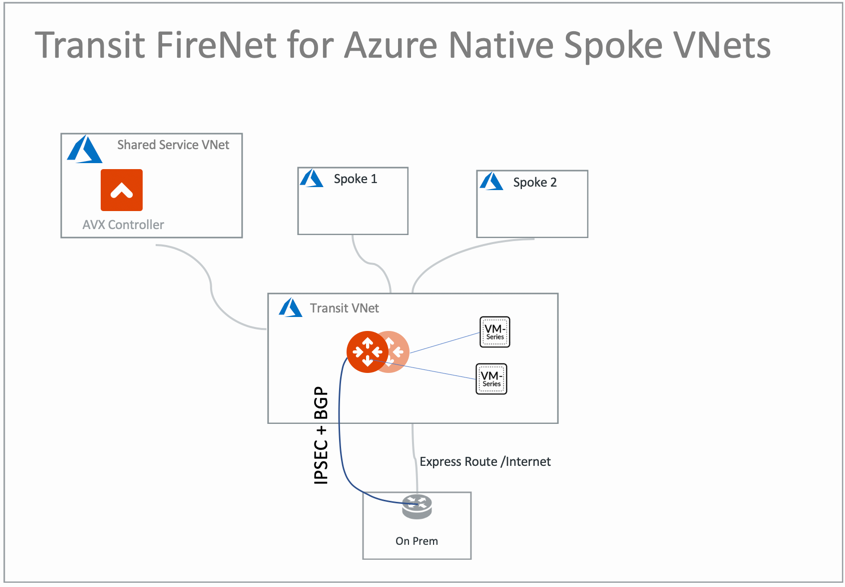 Transit FireNet for Azure Native Spoke VNets
Shared Service VNet
AVX Controller
Spoke 1
Spoke 2
Transit VNet
VM-
Series
VM-
Series
IPSEC + BGP
Express Route /Internet
On Prem